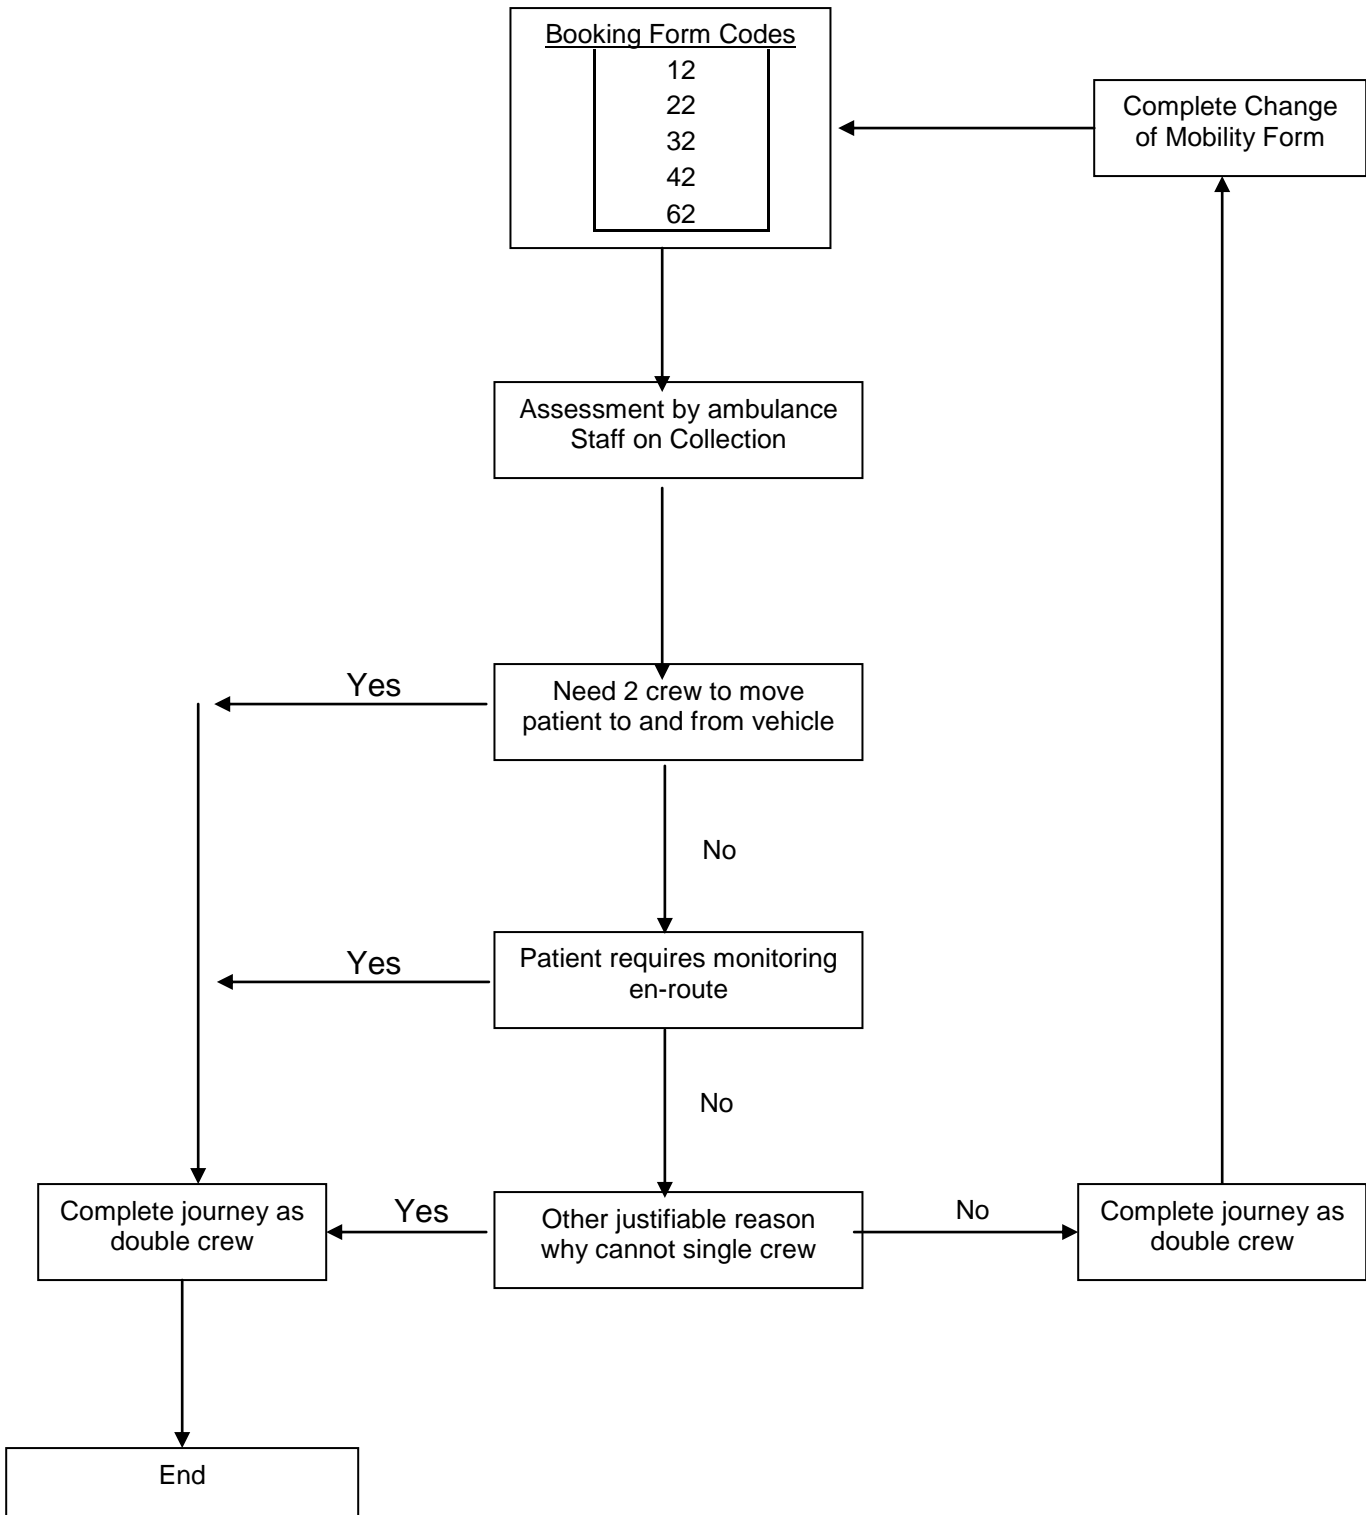 Booking Form Codes
12
22
32
42
62
Complete Change
of Mobility Form
Assessment by ambulance
Staff on Collection
Yes
Need 2 crew to move
patient to and from vehicle
No
Yes
Patient requires monitoring
en-route
No
Complete journey as
double crew
Yes
Other justifiable reason
why cannot single crew
No
Complete journey as
double crew
End